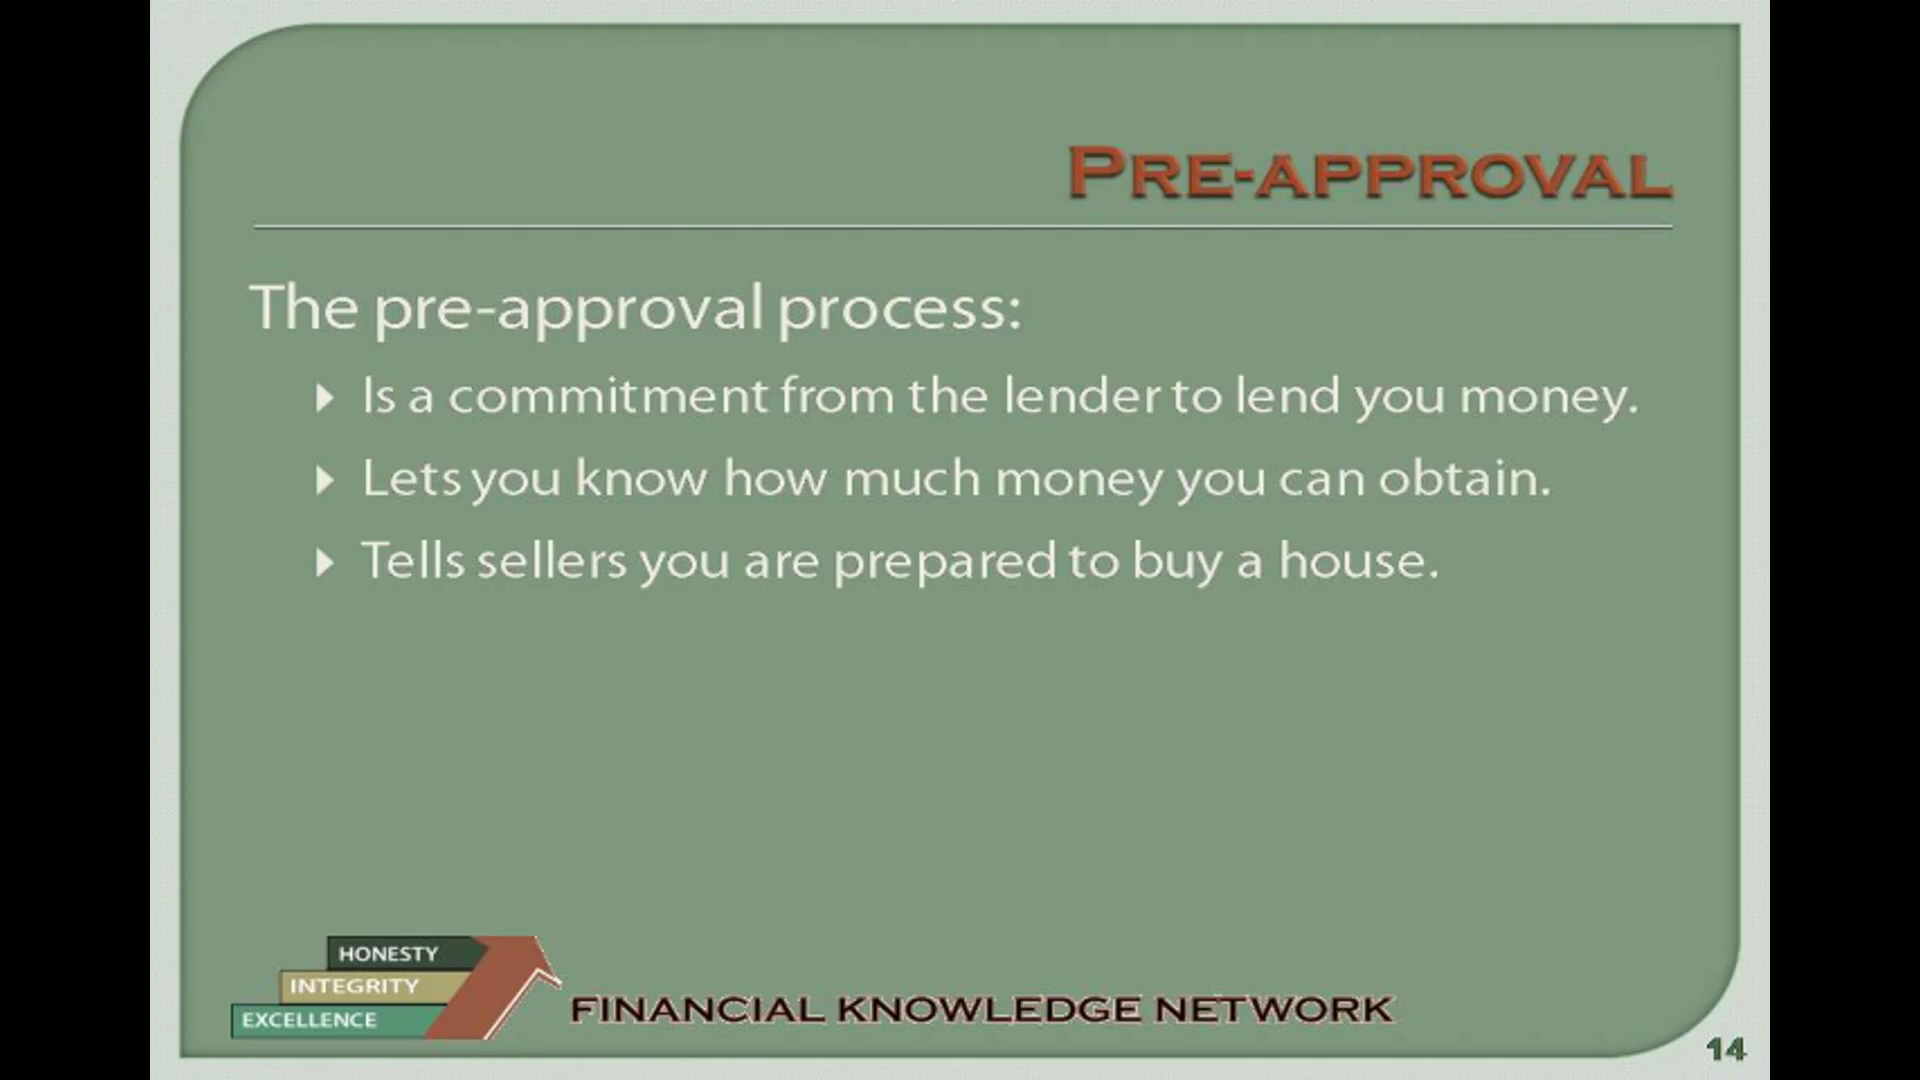 PRE-APPROVAL
The pre-approval process:
Is a commitment from the lender to lend you money.
Lets you know how much money you can obtain.
Tells sellers you are prepared to buy a house.
HONESTY
INTEGRITY
EXCELLENCE
FINANCIAL KNOWLEDGE NETWORK
14